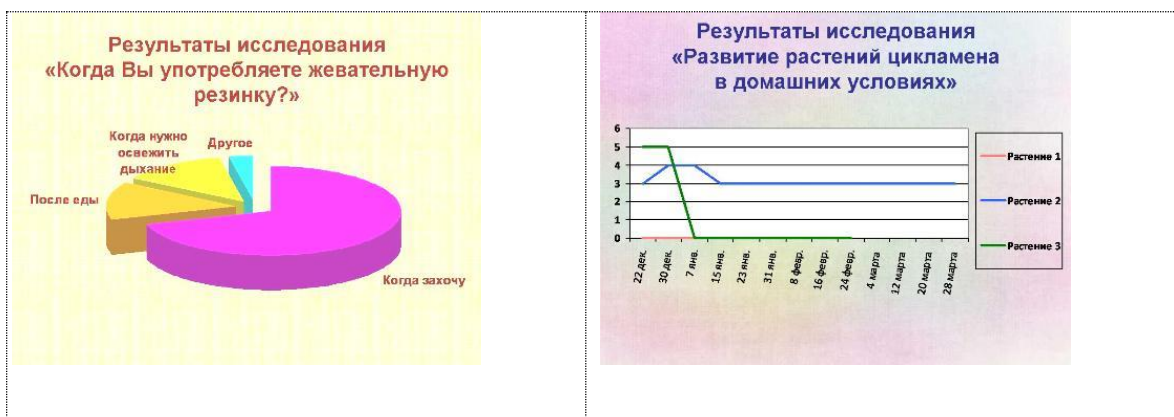 Результаты исследования
«Когда Вы употребляете жевательную
резинку?»
Когда нужно
освежить
дыхание
Другое
После еды
Когда захочу
Результаты исследования
«Развитие растений цикламена
в домашних условиях»
6
5
4
3
2
1
0
22 дек.
30 дек.
7 янв.
15 янв.
23 янв.
31 янв.
8 февр.
16 февр.
24 февр.
4 марта
12 марта
20 марта
28 марта
Растение 1
Растение 2
Растение 3